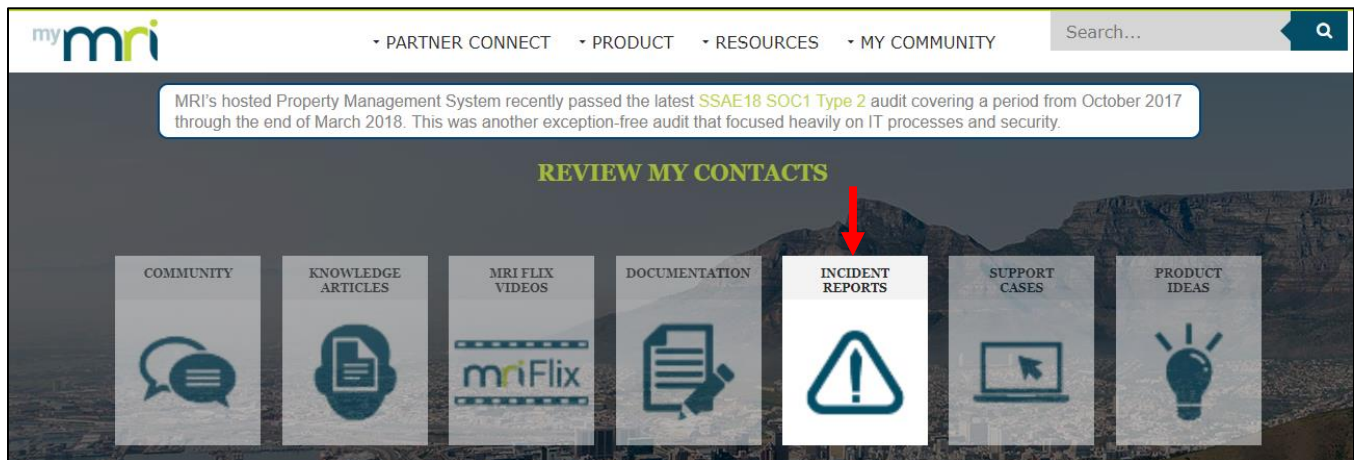 mymri
PARTNER CONNECT PRODUCT RESOURCES MY COMMUNITY Search...
MRI's hosted Property Management System recently passed the latest SSAE18 SOC1 Type 2 audit covering a period from October 2017
through the end of March 2018. This was another exception-free audit that focused heavily on IT processes and security.
REVIEW MY CONTACTS
COMMUNITY
KNOWLEDGE
ARTICLES
MRI FLIX
VIDEOS
DOCUMENTATION
INCIDENT
REPORTS
SUPPORT
CASES
PRODUCT
IDEAS
mriFlix